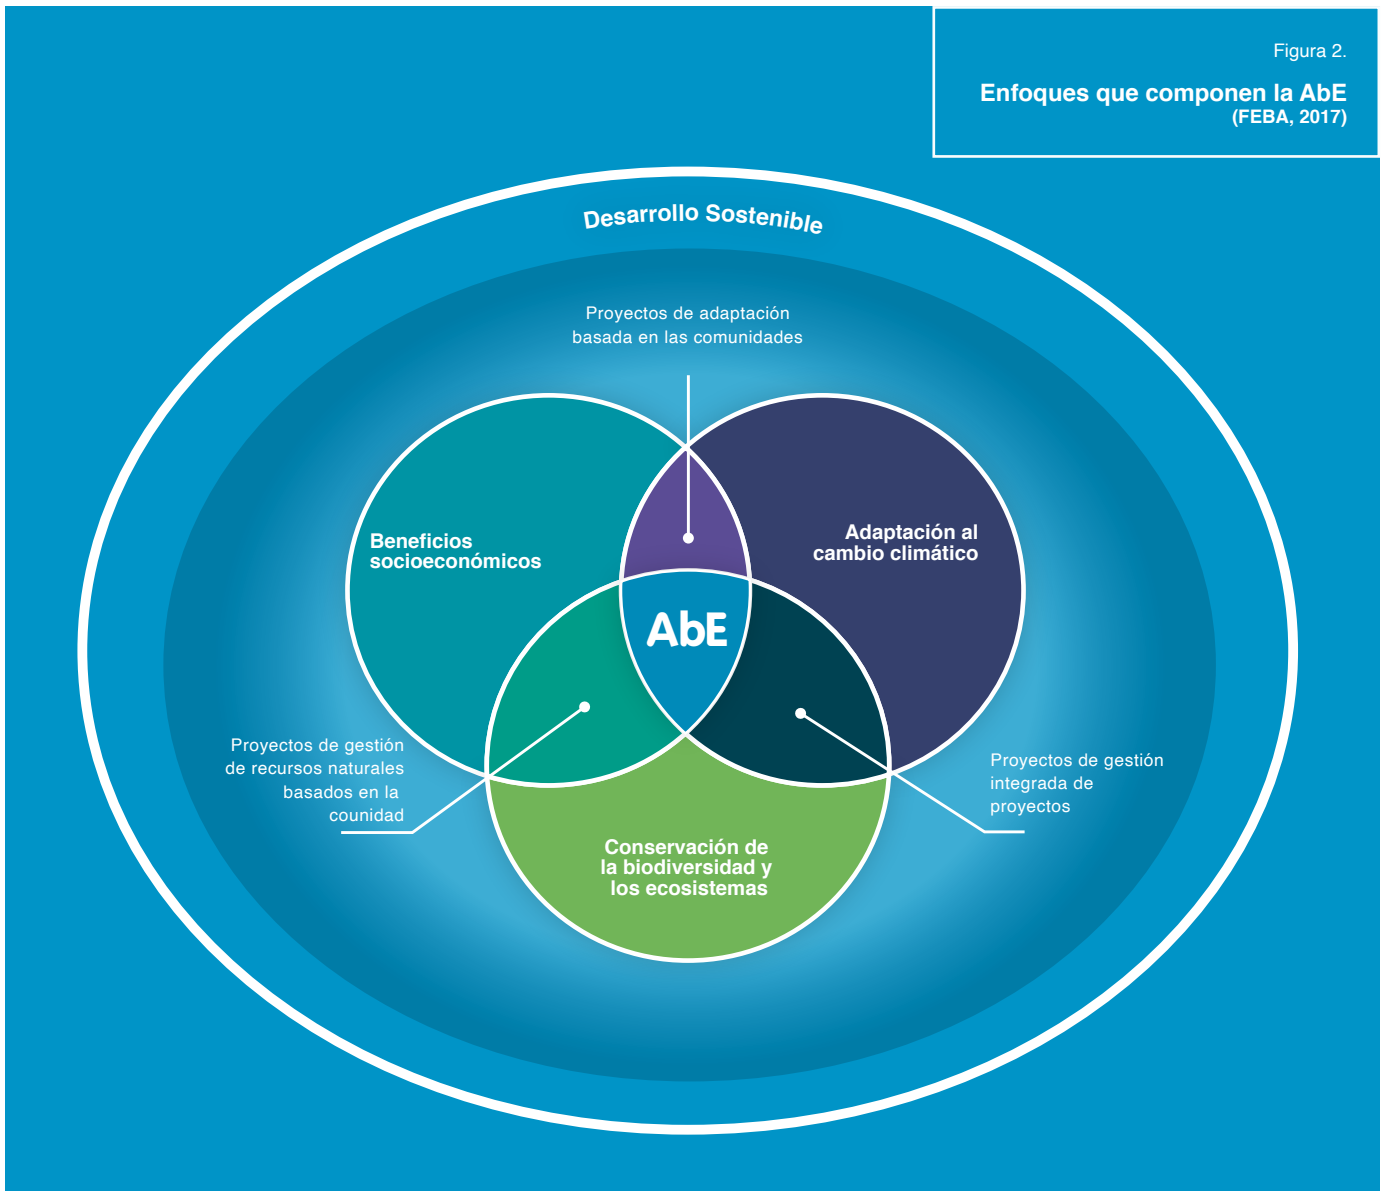 Figura 2.
Enfoques que componen la AbE
(FEBA, 2017)
Desarrollo Sostenible
Proyectos de adaptación
basada en las comunidades
Beneficios
socioeconómicos
Adaptación al
cambio climático
AbE
Proyectos de gestión
de recursos naturales
basados en la
counidad
Proyectos de gestión
integrada de
proyectos
Conservación de
la biodiversidad y
los ecosistemas